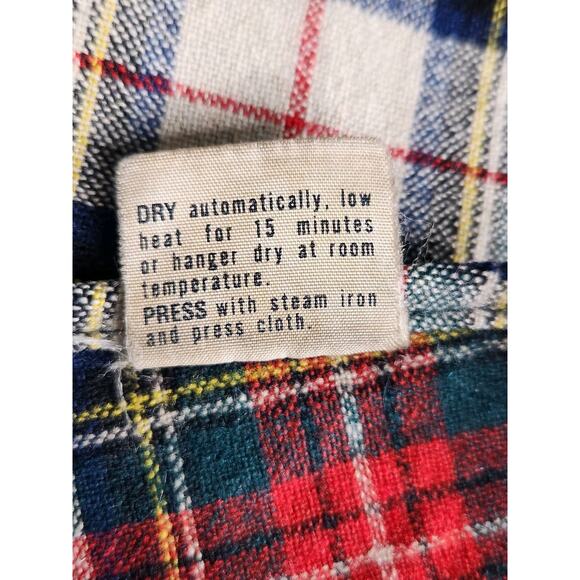 DRY automatically, low
heat for 15 minutes
or hanger dry at room
temperature.
PRESS with steam iron
and press cloth.